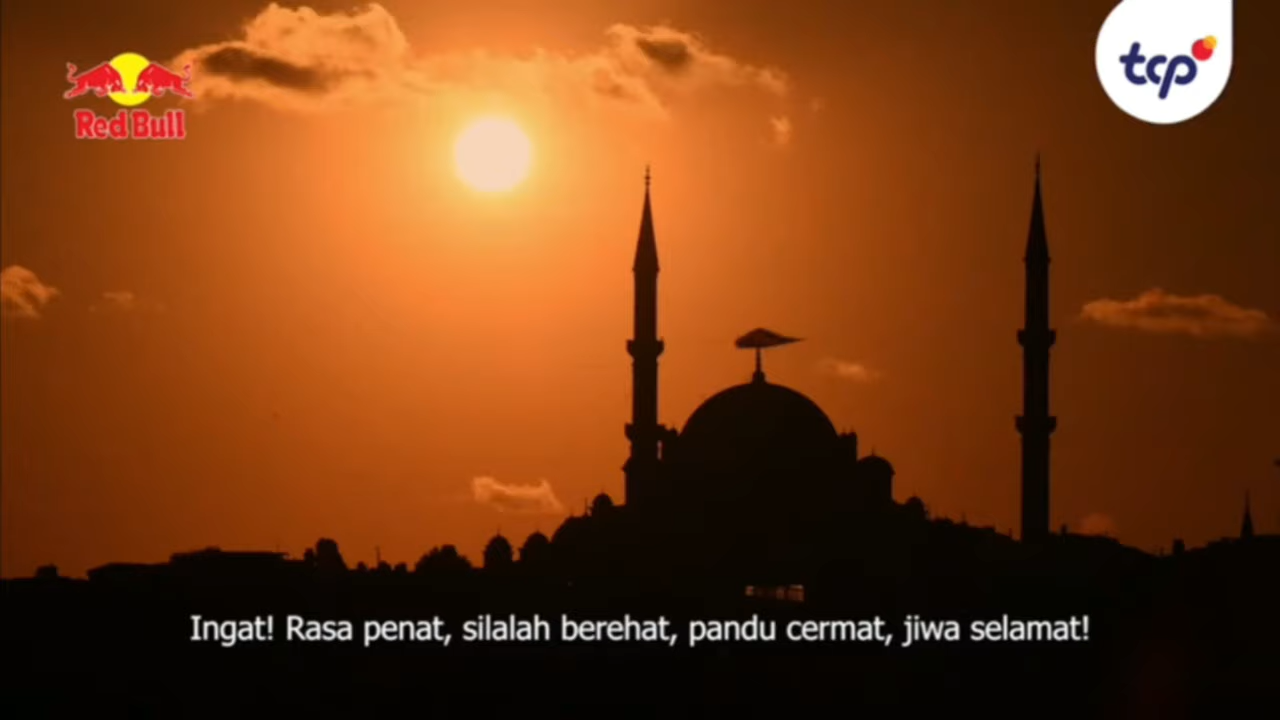 Red Bull
tcp
Ingat! Rasa penat, silalah berehat, pandu cermat, jiwa selamat!